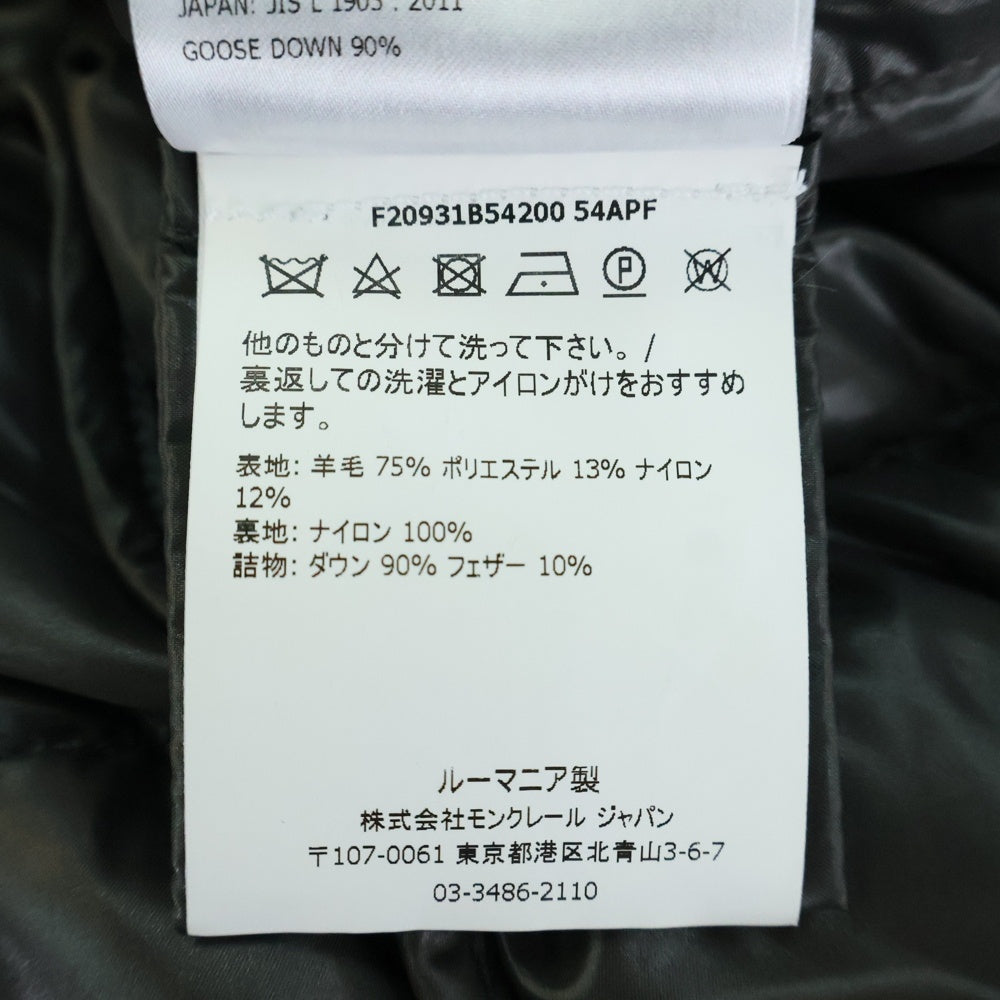 JAPAN: JIS L 1903 : 2011
GOOSE DOWN 90%
F20931B54200 54APF
P
W
他のものと分けて洗って下さい。/
裏返しての洗濯とアイロンがけをおすすめ
します。
表地: 羊毛 75% ポリエステル 13% ナイロン
12%
裏地: ナイロン 100%
詰物: ダウン 90% フェザー 10%
ルーマニア製
株式会社モンクレール ジャパン
〒107-0061 東京都港区北青山3-6-7
03-3486-2110